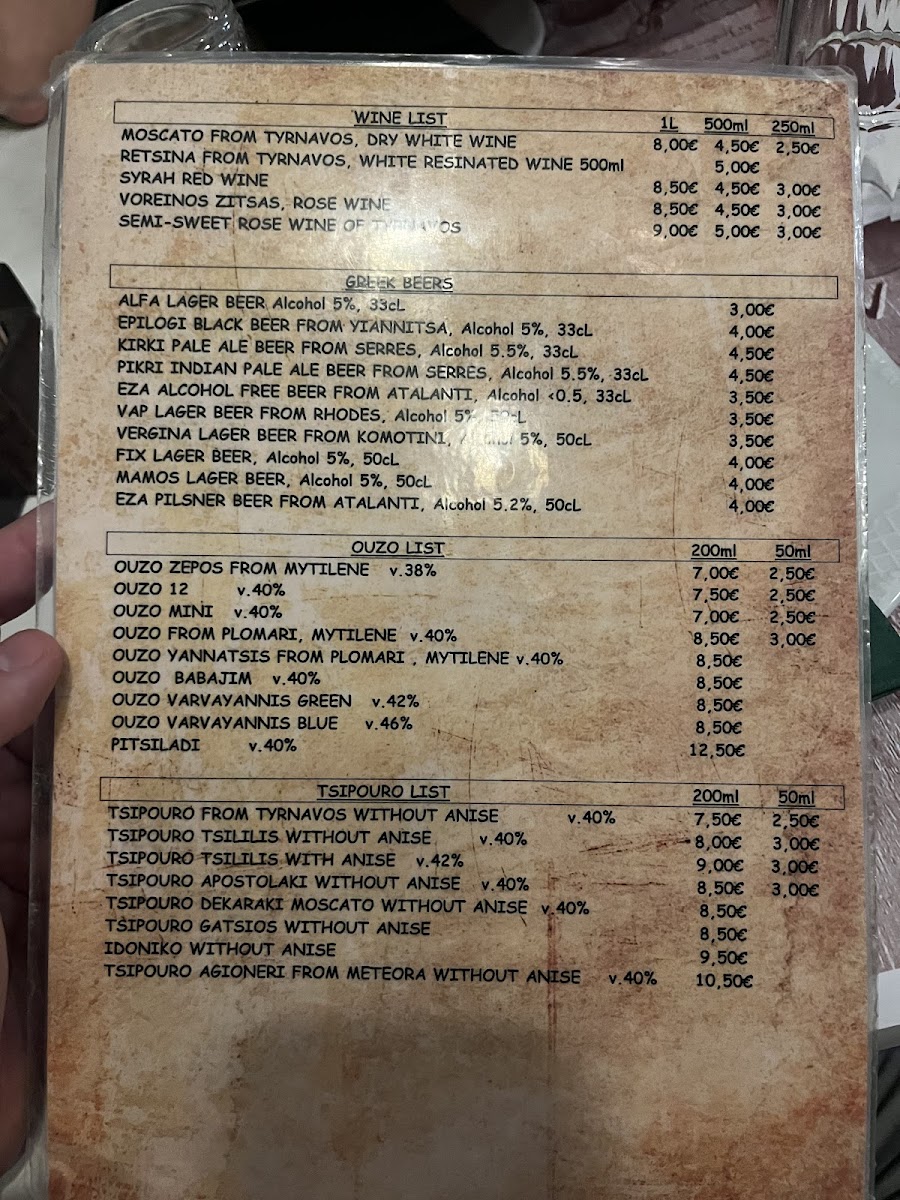 WINE LIST 1L 500ml 250ml
MOSCATO FROM TYRNAVOS, DRY WHITE WINE 8,00€ 4,50€ 2,50€
RETSINA FROM TYRNAVOS, WHITE RESINATED WINE 500ml 5,00€
SYRAH RED WINE 8,50€ 4,50€ 3,00€
VOREINOS ZITSAS, ROSE WINE 8,50€ 4,50€ 3,00€
SEMI-SWEET ROSE WINE OF TYRNAVOS 9,00€ 5,00€ 3,00€
GREEK BEERS
ALFA LAGER BEER Alcohol 5%, 33cL 3,00€
EPILOGI BLACK BEER FROM YIANNITSA, Alcohol 5%, 33cL 4,00€
KIRKI PALE ALE BEER FROM SERRES, Alcohol 5.5%, 33cL 4,50€
PIKRI INDIAN PALE ALE BEER FROM SERRES, Alcohol 5.5%, 33cL 4,50€
EZA ALCOHOL FREE BEER FROM ATALANTI, Alcohol <0.5, 33cL 3,50€
VAP LAGER BEER FROM RHODES, Alcohol 5% 3,50€
VERGINA LAGER BEER FROM KOMOTINI, Alcohol 5%, 50cL 3,50€
FIX LAGER BEER, Alcohol 5%, 50cL 4,00€
MAMOS LAGER BEER, Alcohol 5%, 50cL 4,00€
EZA PILSNER BEER FROM ATALANTI, Alcohol 5.2%, 50cL 4,00€
OUZO LIST 200ml 50ml
OUZO ZEPOS FROM MYTILENE v.38% 7,00€ 2,50€
OUZO 12 v.40% 7,50€ 2,50€
OUZO MINI v.40% 7,00€ 2,50€
OUZO FROM PLOMARI, MYTILENE v.40% 8,50€ 3,00€
OUZO YANNATSIS FROM PLOMARI , MYTILENE v.40% 8,50€
OUZO BABAJIM v.40% 8,50€
OUZO VARVAYANNIS GREEN v.42% 8,50€
OUZO VARVAYANNIS BLUE v.46% 8,50€
PITSILADI v.40% 12,50€
TSIPOURO LIST 200ml 50ml
TSIPOURO FROM TYRNAVOS WITHOUT ANISE v.40% 7,50€ 2,50€
TSIPOURO TSILILIS WITHOUT ANISE v.40% 8,00€ 3,00€
TSIPOURO TSILILIS WITH ANISE v.42% 9,00€ 3,00€
TSIPOURO APOSTOLAKI WITHOUT ANISE v.40% 8,50€ 3,00€
TSIPOURO DEKARAKI MOSCATO WITHOUT ANISE v.40% 8,50€
TSIPOURO GATSIOS WITHOUT ANISE 8,50€
IDONIKO WITHOUT ANISE 9,50€
TSIPOURO AGIONERI FROM METEORA WITHOUT ANISE v.40% 10,50€